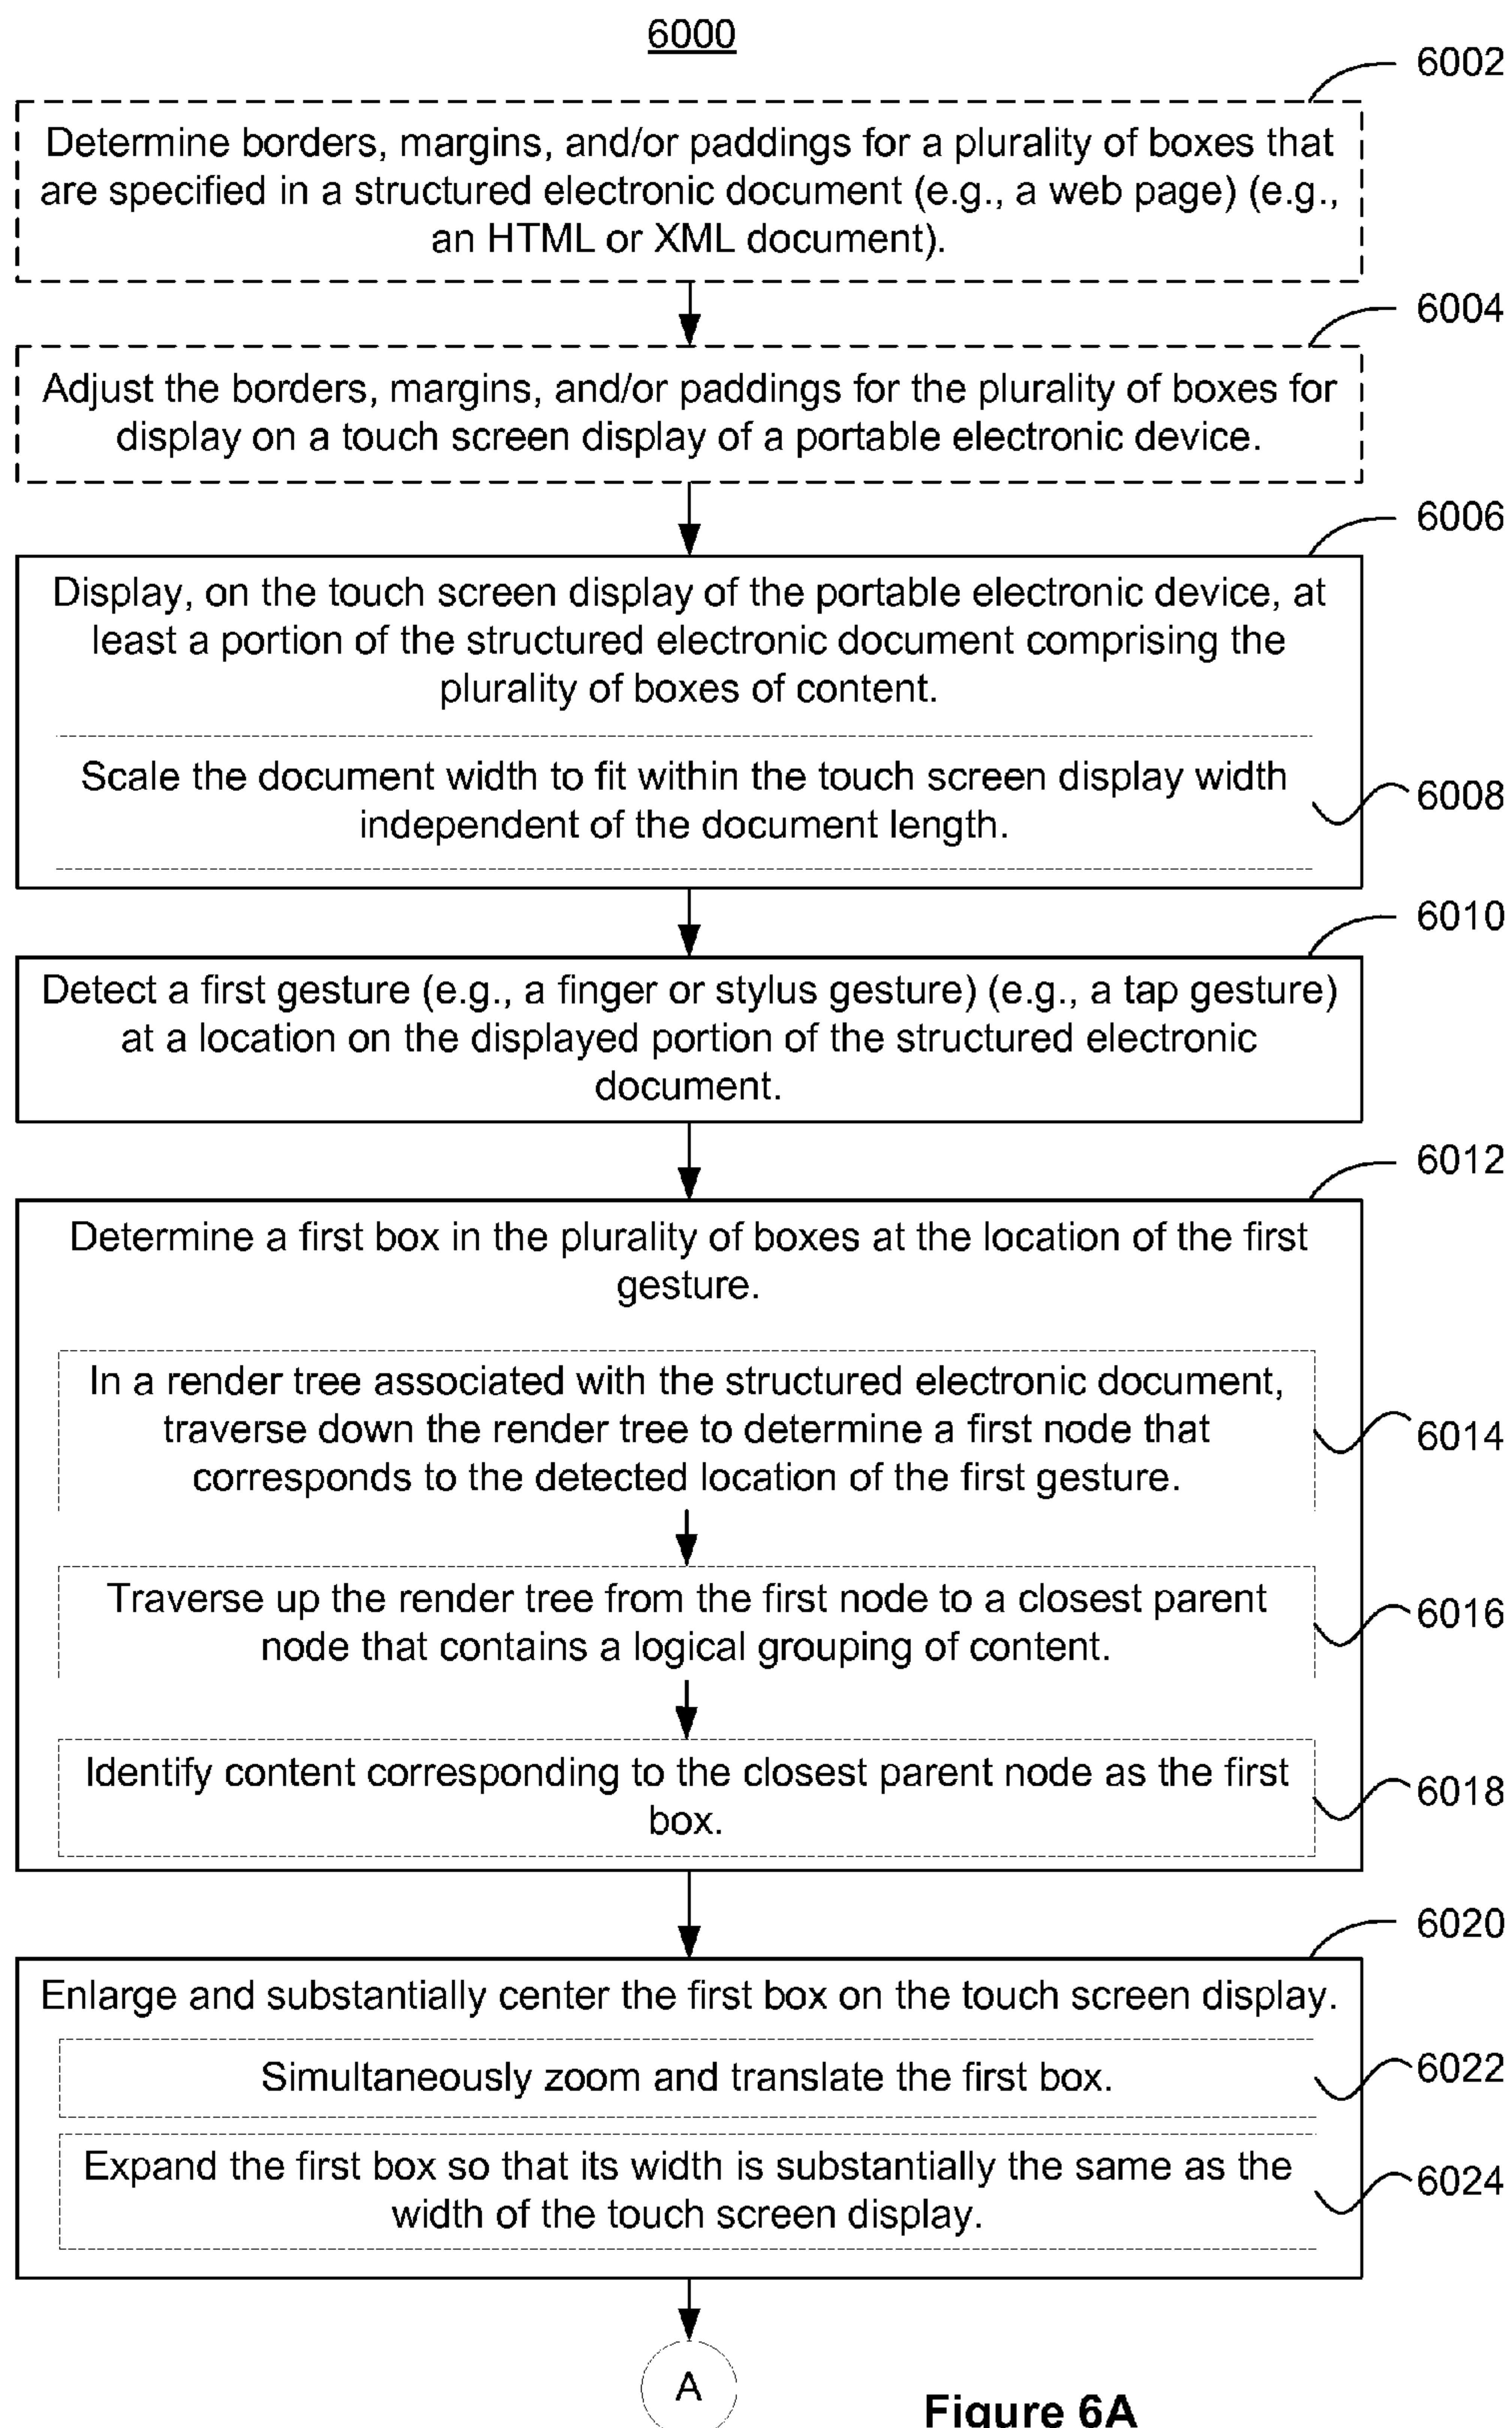 6000
6002
Determine borders, margins, and/or paddings for a plurality of boxes that
are specified in a structured electronic document (e.g., a web page) (e.g.,
an HTML or XML document).
6004
Adjust the borders, margins, and/or paddings for the plurality of boxes for
display on a touch screen display of a portable electronic device.
6006
Display, on the touch screen display of the portable electronic device, at
least a portion of the structured electronic document comprising the
plurality of boxes of content.
Scale the document width to fit within the touch screen display width
independent of the document length.
6008
6010
Detect a first gesture (e.g., a finger or stylus gesture) (e.g., a tap gesture)
at a location on the displayed portion of the structured electronic
document.
6012
Determine a first box in the plurality of boxes at the location of the first
gesture.
In a render tree associated with the structured electronic document,
traverse down the render tree to determine a first node that
corresponds to the detected location of the first gesture.
6014
Traverse up the render tree from the first node to a closest parent
node that contains a logical grouping of content.
6016
Identify content corresponding to the closest parent node as the first
box.
6018
6020
Enlarge and substantially center the first box on the touch screen display.
Simultaneously zoom and translate the first box.
6022
Expand the first box so that its width is substantially the same as the
width of the touch screen display.
6024
A
Figure 6A